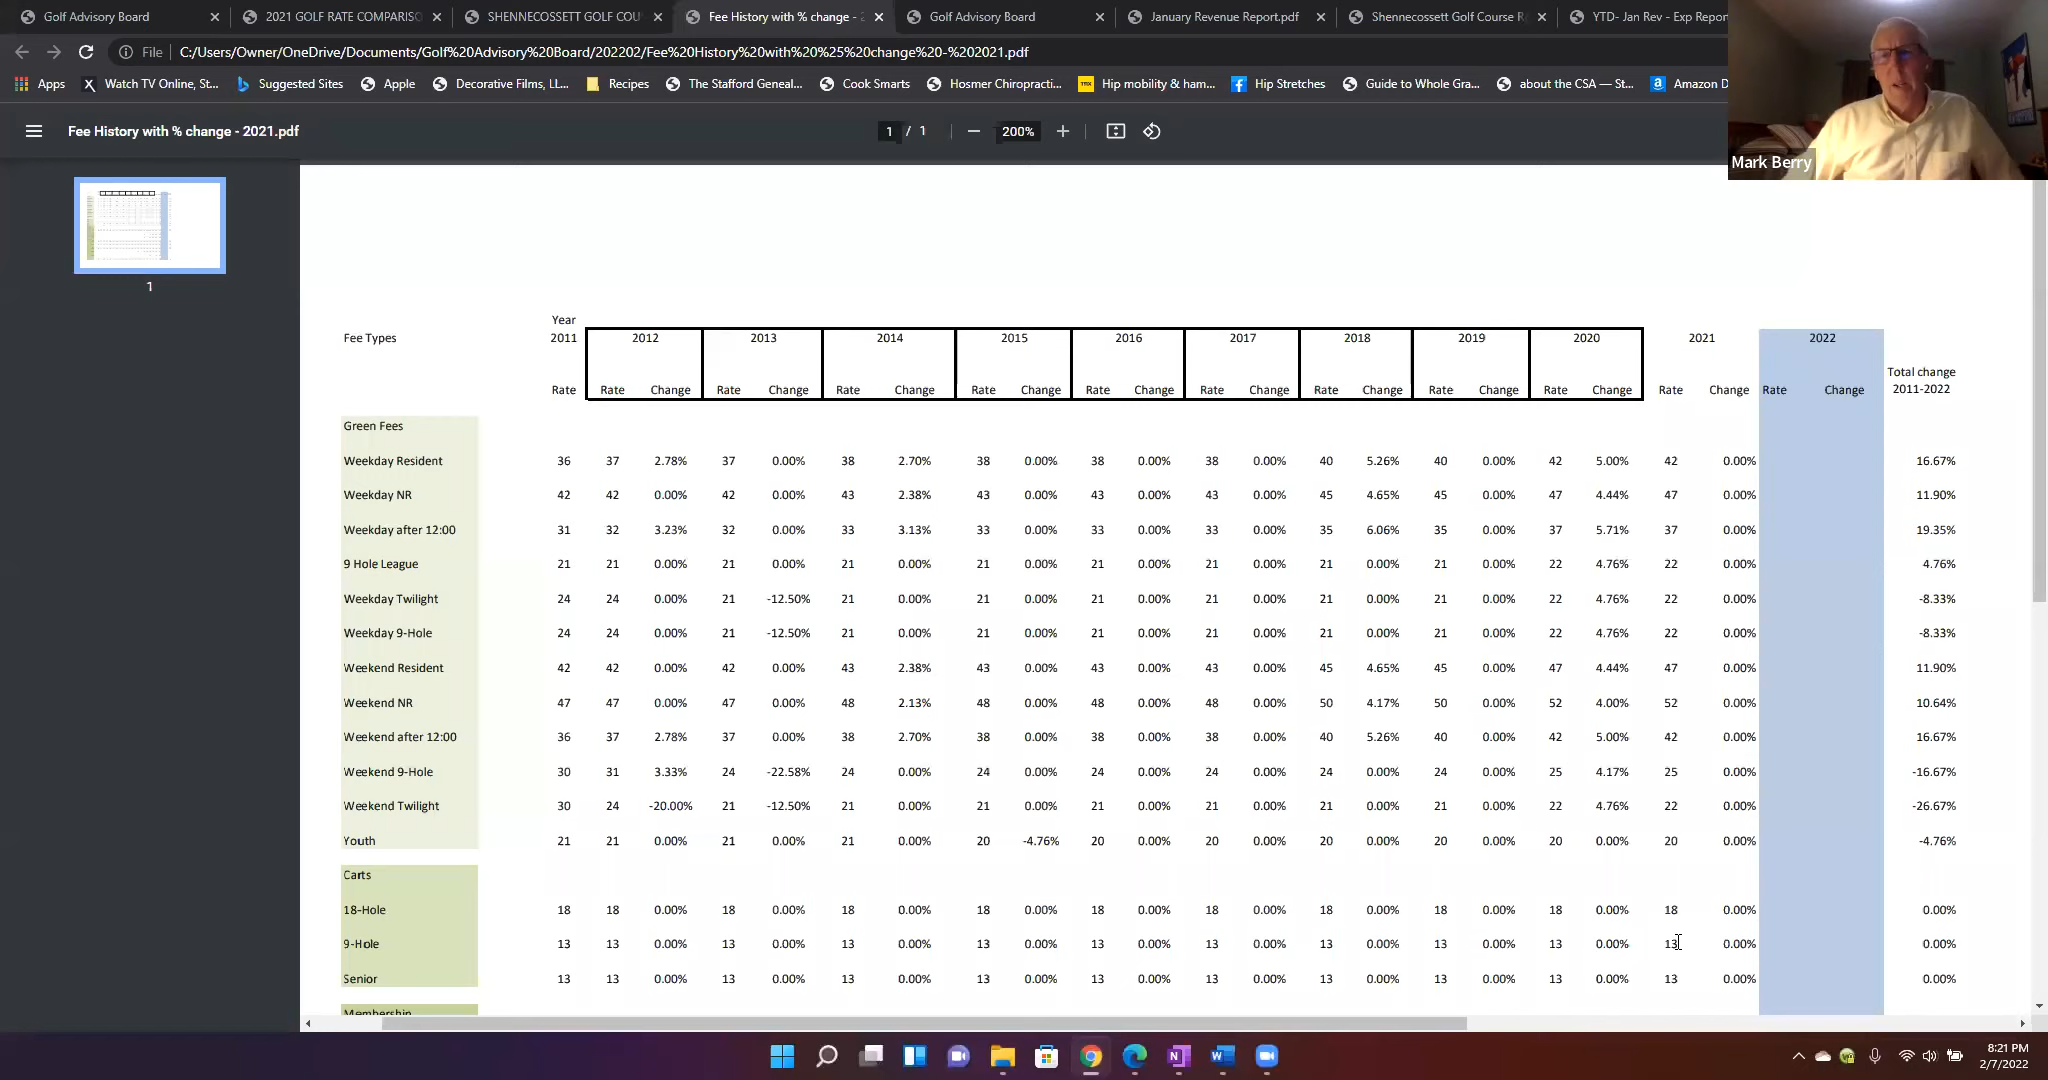 Golf Advisory Board
2021 GOLF RATE COMPARISO
SHENNECOSSETT GOLF COU
Fee History with % change - 2
Golf Advisory Board
January Revenue Report.pdf
Shennecossett Golf Course R
YTD- Jan Rev - Exp Repor
File C:/Users/Owner/OneDrive/Documents/Golf%20Advisory%20Board/202202/Fee%20History%20with%20%25%20change%20-%202021.pdf
Apps Watch TV Online, St... Suggested Sites Apple Decorative Films, LL... Recipes The Stafford Geneal... Cook Smarts Hosmer Chiropracti... Hip mobility & ham... Hip Stretches Guide to Whole Gra... about the CSA — St... Amazon D
Fee History with % change - 2021.pdf 1 / 1 200%
Mark Berry
1
Year
Fee Types 2011 2012 2013 2014 2015 2016 2017 2018 2019 2020 2021 2022
Total change
Rate Rate Change Rate Change Rate Change Rate Change Rate Change Rate Change Rate Change Rate Change Rate Change Rate Change Rate Change 2011-2022
Green Fees
Weekday Resident 36 37 2.78% 37 0.00% 38 2.70% 38 0.00% 38 0.00% 38 0.00% 40 5.26% 40 0.00% 42 5.00% 42 0.00% 16.67%
Weekday NR 42 42 0.00% 42 0.00% 43 2.38% 43 0.00% 43 0.00% 43 0.00% 45 4.65% 45 0.00% 47 4.44% 47 0.00% 11.90%
Weekday after 12:00 31 32 3.23% 32 0.00% 33 3.13% 33 0.00% 33 0.00% 33 0.00% 35 6.06% 35 0.00% 37 5.71% 37 0.00% 19.35%
9 Hole League 21 21 0.00% 21 0.00% 21 0.00% 21 0.00% 21 0.00% 21 0.00% 21 0.00% 21 0.00% 22 4.76% 22 0.00% 4.76%
Weekday Twilight 24 24 0.00% 21 -12.50% 21 0.00% 21 0.00% 21 0.00% 21 0.00% 21 0.00% 21 0.00% 22 4.76% 22 0.00% -8.33%
Weekday 9-Hole 24 24 0.00% 21 -12.50% 21 0.00% 21 0.00% 21 0.00% 21 0.00% 21 0.00% 21 0.00% 22 4.76% 22 0.00% -8.33%
Weekend Resident 42 42 0.00% 42 0.00% 43 2.38% 43 0.00% 43 0.00% 43 0.00% 45 4.65% 45 0.00% 47 4.44% 47 0.00% 11.90%
Weekend NR 47 47 0.00% 47 0.00% 48 2.13% 48 0.00% 48 0.00% 48 0.00% 50 4.17% 50 0.00% 52 4.00% 52 0.00% 10.64%
Weekend after 12:00 36 37 2.78% 37 0.00% 38 2.70% 38 0.00% 38 0.00% 38 0.00% 40 5.26% 40 0.00% 42 5.00% 42 0.00% 16.67%
Weekend 9-Hole 30 31 3.33% 24 -22.58% 24 0.00% 24 0.00% 24 0.00% 24 0.00% 24 0.00% 24 0.00% 25 4.17% 25 0.00% -16.67%
Weekend Twilight 30 24 -20.00% 21 -12.50% 21 0.00% 21 0.00% 21 0.00% 21 0.00% 21 0.00% 21 0.00% 22 4.76% 22 0.00% -26.67%
Youth 21 21 0.00% 21 0.00% 21 0.00% 20 -4.76% 20 0.00% 20 0.00% 20 0.00% 20 0.00% 20 0.00% 20 0.00% -4.76%
Carts
18-Hole 18 18 0.00% 18 0.00% 18 0.00% 18 0.00% 18 0.00% 18 0.00% 18 0.00% 18 0.00% 18 0.00% 18 0.00% 0.00%
9-Hole 13 13 0.00% 13 0.00% 13 0.00% 13 0.00% 13 0.00% 13 0.00% 13 0.00% 13 0.00% 13 0.00% 13 0.00% 0.00%
Senior 13 13 0.00% 13 0.00% 13 0.00% 13 0.00% 13 0.00% 13 0.00% 13 0.00% 13 0.00% 13 0.00% 13 0.00% 0.00%
Membership
8:21 PM
2/7/2022